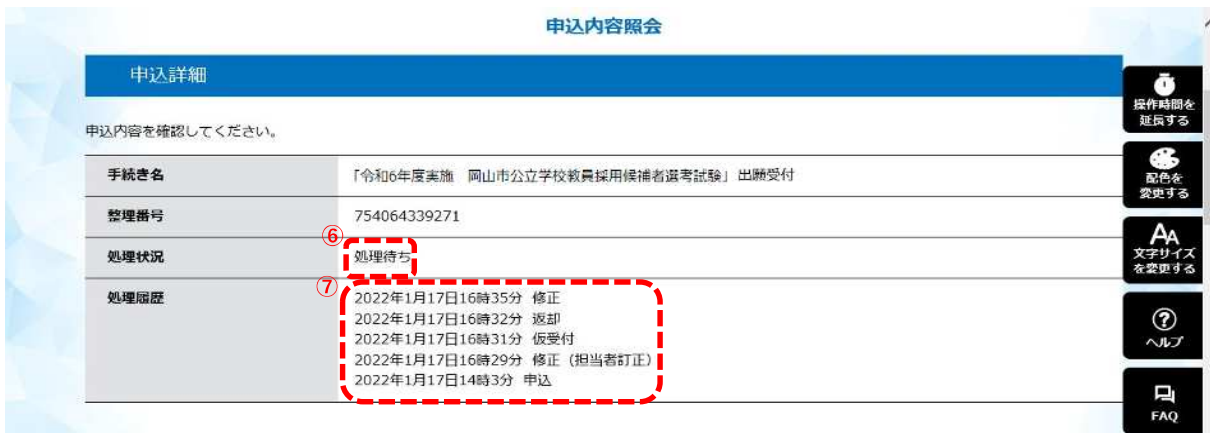 申込内容照会
申込詳細
申込内容を確認してください。
手続き名 「令和6年度実施 岡山市公立学校教員採用候補者選考試験」出願受付
整理番号 754064339271
⑥
処理状況 処理待ち
⑦
処理履歴 2022年1月17日16時35分 修正
2022年1月17日16時32分 返却
2022年1月17日16時31分 仮受付
2022年1月17日16時29分 修正（担当者訂正）
2022年1月17日14時3分 申込
操作時間を
延長する
配色を
変更する
AA
文字サイズ
を変更する
?
ヘルプ
FAQ